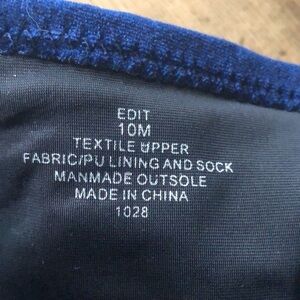 EDIT
10M
TEXTILE UPPER
FABRIC/PU LINING AND SOCK
MANMADE OUTSOLE
MADE IN CHINA
1028